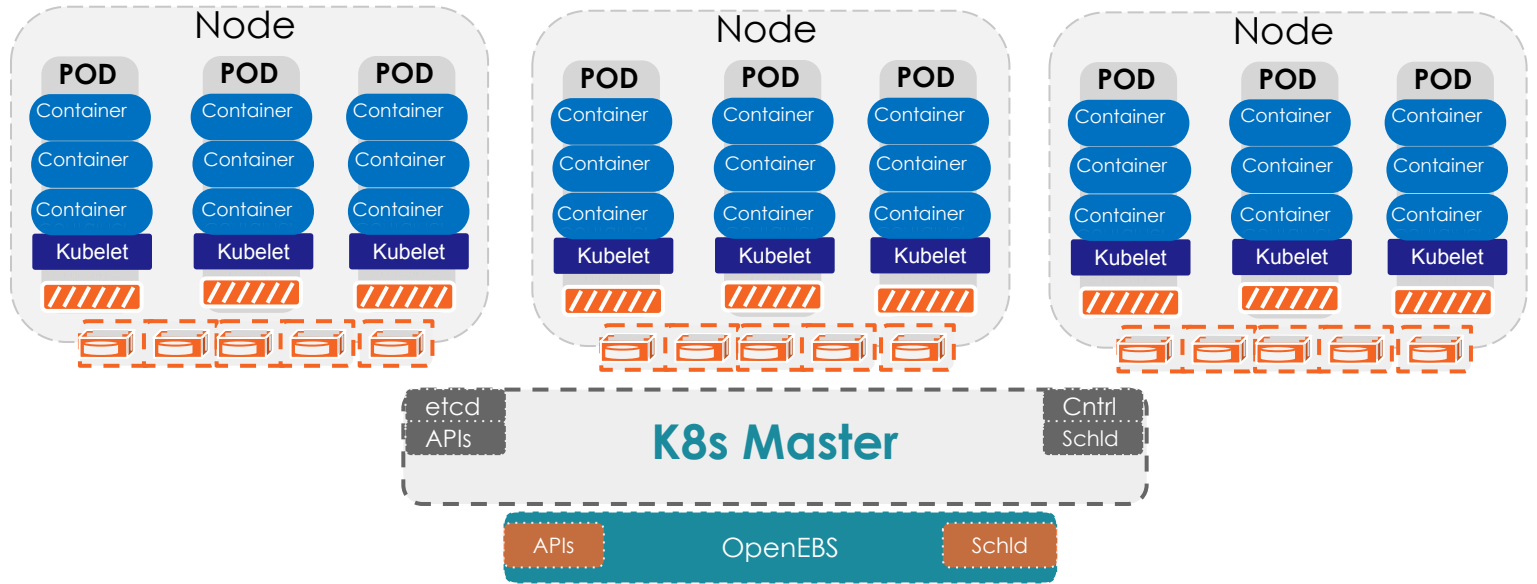 Node
POD POD POD
Container Container Container
Container Container Container
Container Container Container
Kubelet Kubelet Kubelet
Node
POD POD POD
Container Container Container
Container Container Container
Container Container Container
Kubelet Kubelet Kubelet
Node
POD POD POD
Container Container Container
Container Container Container
Container Container Container
Kubelet Kubelet Kubelet
etcd
APIs
K8s Master
Cntrl
Schld
APIs
OpenEBS
Schld